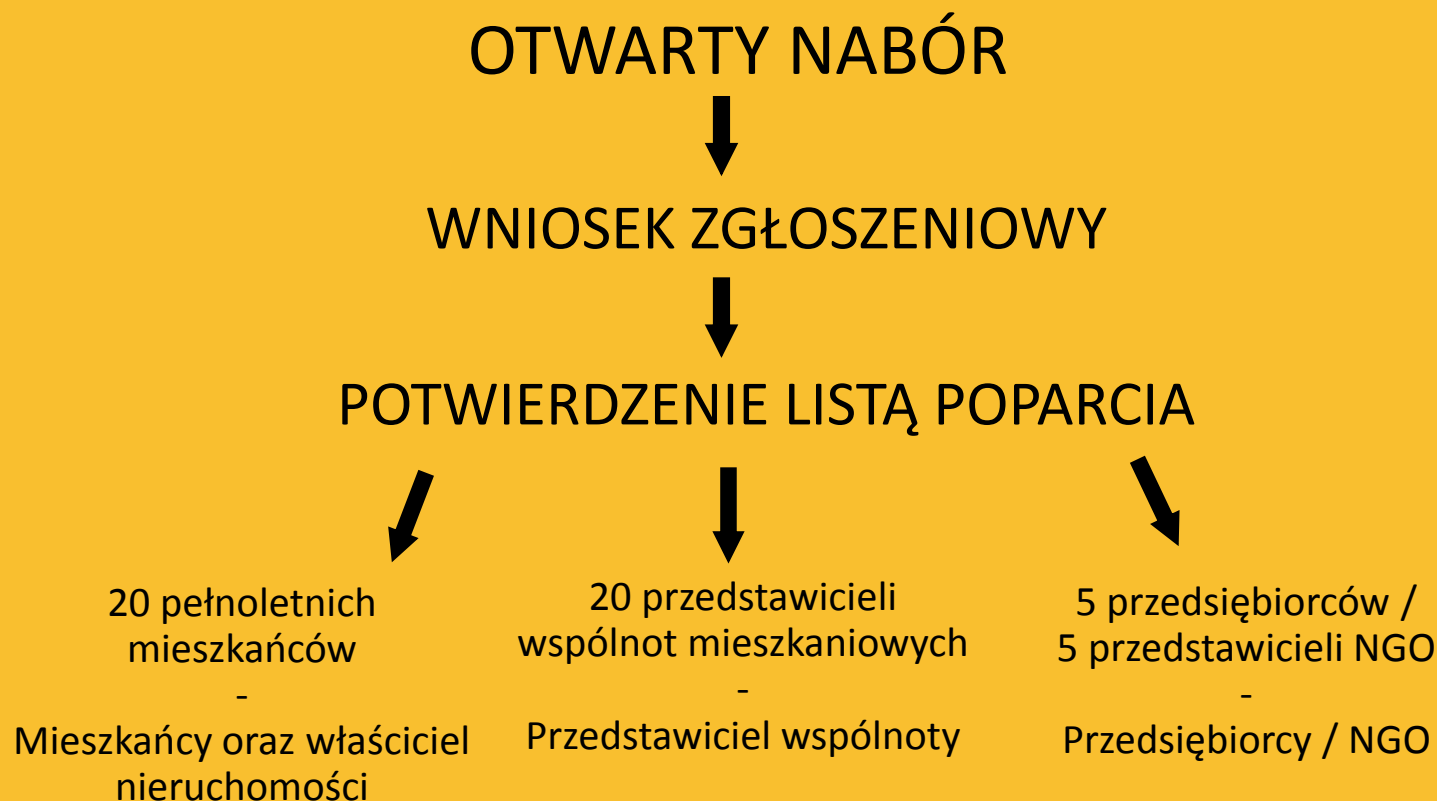 OTWARTY NABÓR
WNIOSEK ZGŁOSZENIOWY
POTWIERDZENIE LISTĄ POPARCIA
20 pełnoletnich
mieszkańców
-
Mieszkańcy oraz właściciel
nieruchomości
20 przedstawicieli
wspólnot mieszkaniowych
-
Przedstawiciel wspólnoty
5 przedsiębiorców /
5 przedstawicieli NGO
-
Przedsiębiorcy / NGO